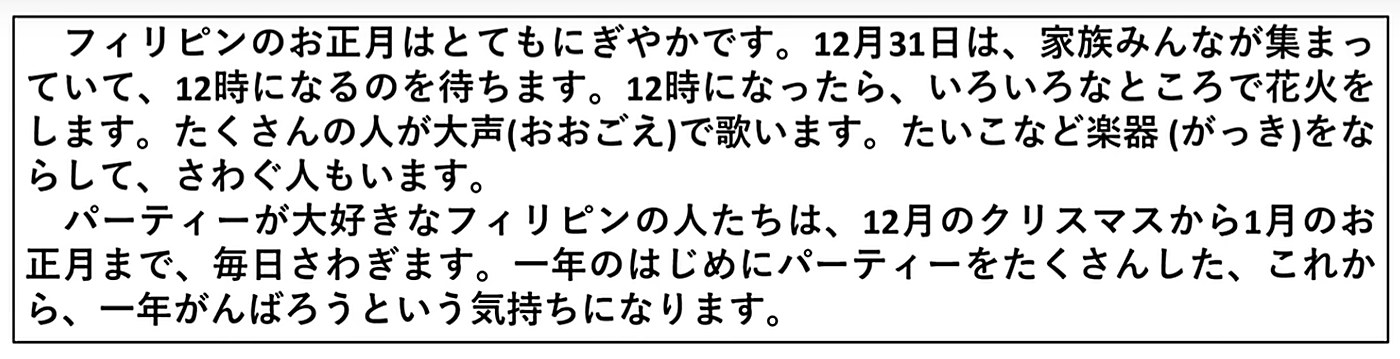 フィリピンのお正月はとてもにぎやかです。12月31日は、家族みんなが集まっ
ていて、12時になるのを待ちます。12時になったら、いろいろなところで花火を
します。たくさんの人が大声(おおごえ)で歌います。たいこなど楽器 (がっき)をな
らして、さわぐ人もいます。
パーティーが大好きなフィリピンの人たちは、12月のクリスマスから1月のお
正月まで、毎日さわぎます。一年のはじめにパーティーをたくさんした、これか
ら、一年がんばろうという気持ちになります。